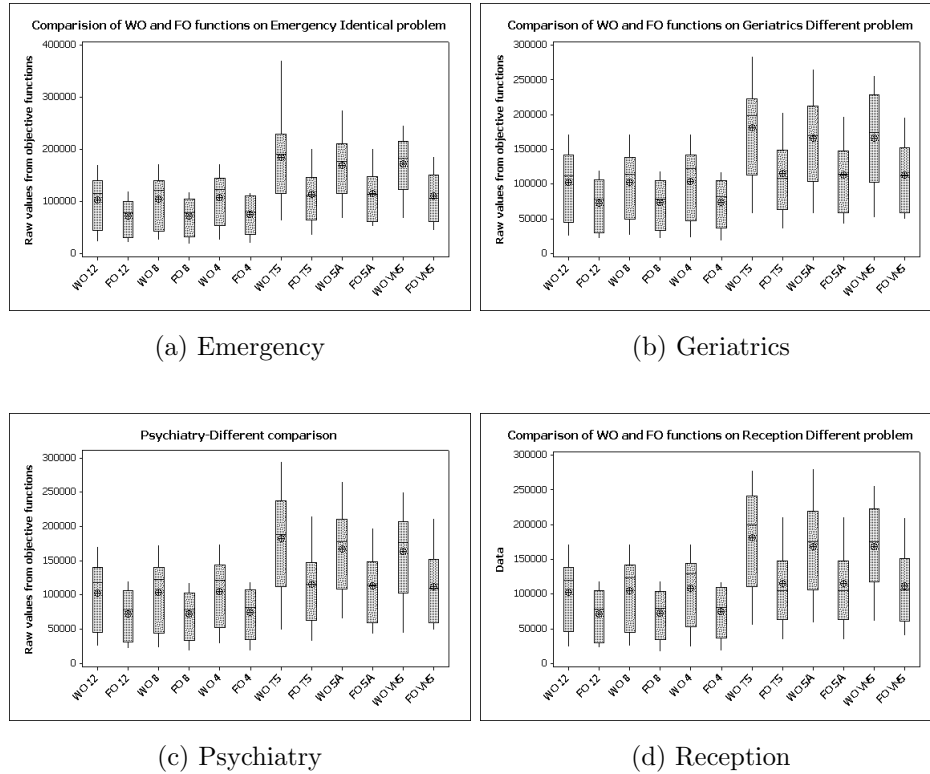 Comparision of WO and FO functions on Emergency Identical problem
Raw values from objective functions
400000
300000
200000
100000
0
WO 12
FO 12
WO 8
FO 8
WO 4
FO 4
WO TS
FO TS
WO SA
FO SA
WO VNS
FO VNS
(a) Emergency
Comparison of WO and FO functions on Geriatrics Different problem
Raw values from objective functions
300000
250000
200000
150000
100000
50000
0
WO 12
FO 12
WO 8
FO 8
WO 4
FO 4
WO TS
FO TS
WO SA
FO SA
WO VNS
FO VNS
(b) Geriatrics
Psychiatry-Different comparison
Raw values from objective functions
300000
250000
200000
150000
100000
50000
0
WO 12
FO 12
WO 8
FO 8
WO 4
FO 4
WO TS
FO TS
WO SA
FO SA
WO VNS
FO VNS
(c) Psychiatry
Comparison of WO and FO functions on Reception Different problem
Data
300000
250000
200000
150000
100000
50000
0
WO 12
FO 12
WO 8
FO 8
WO 4
FO 4
WO TS
FO TS
WO SA
FO SA
WO VNS
FO VNS
(d) Reception